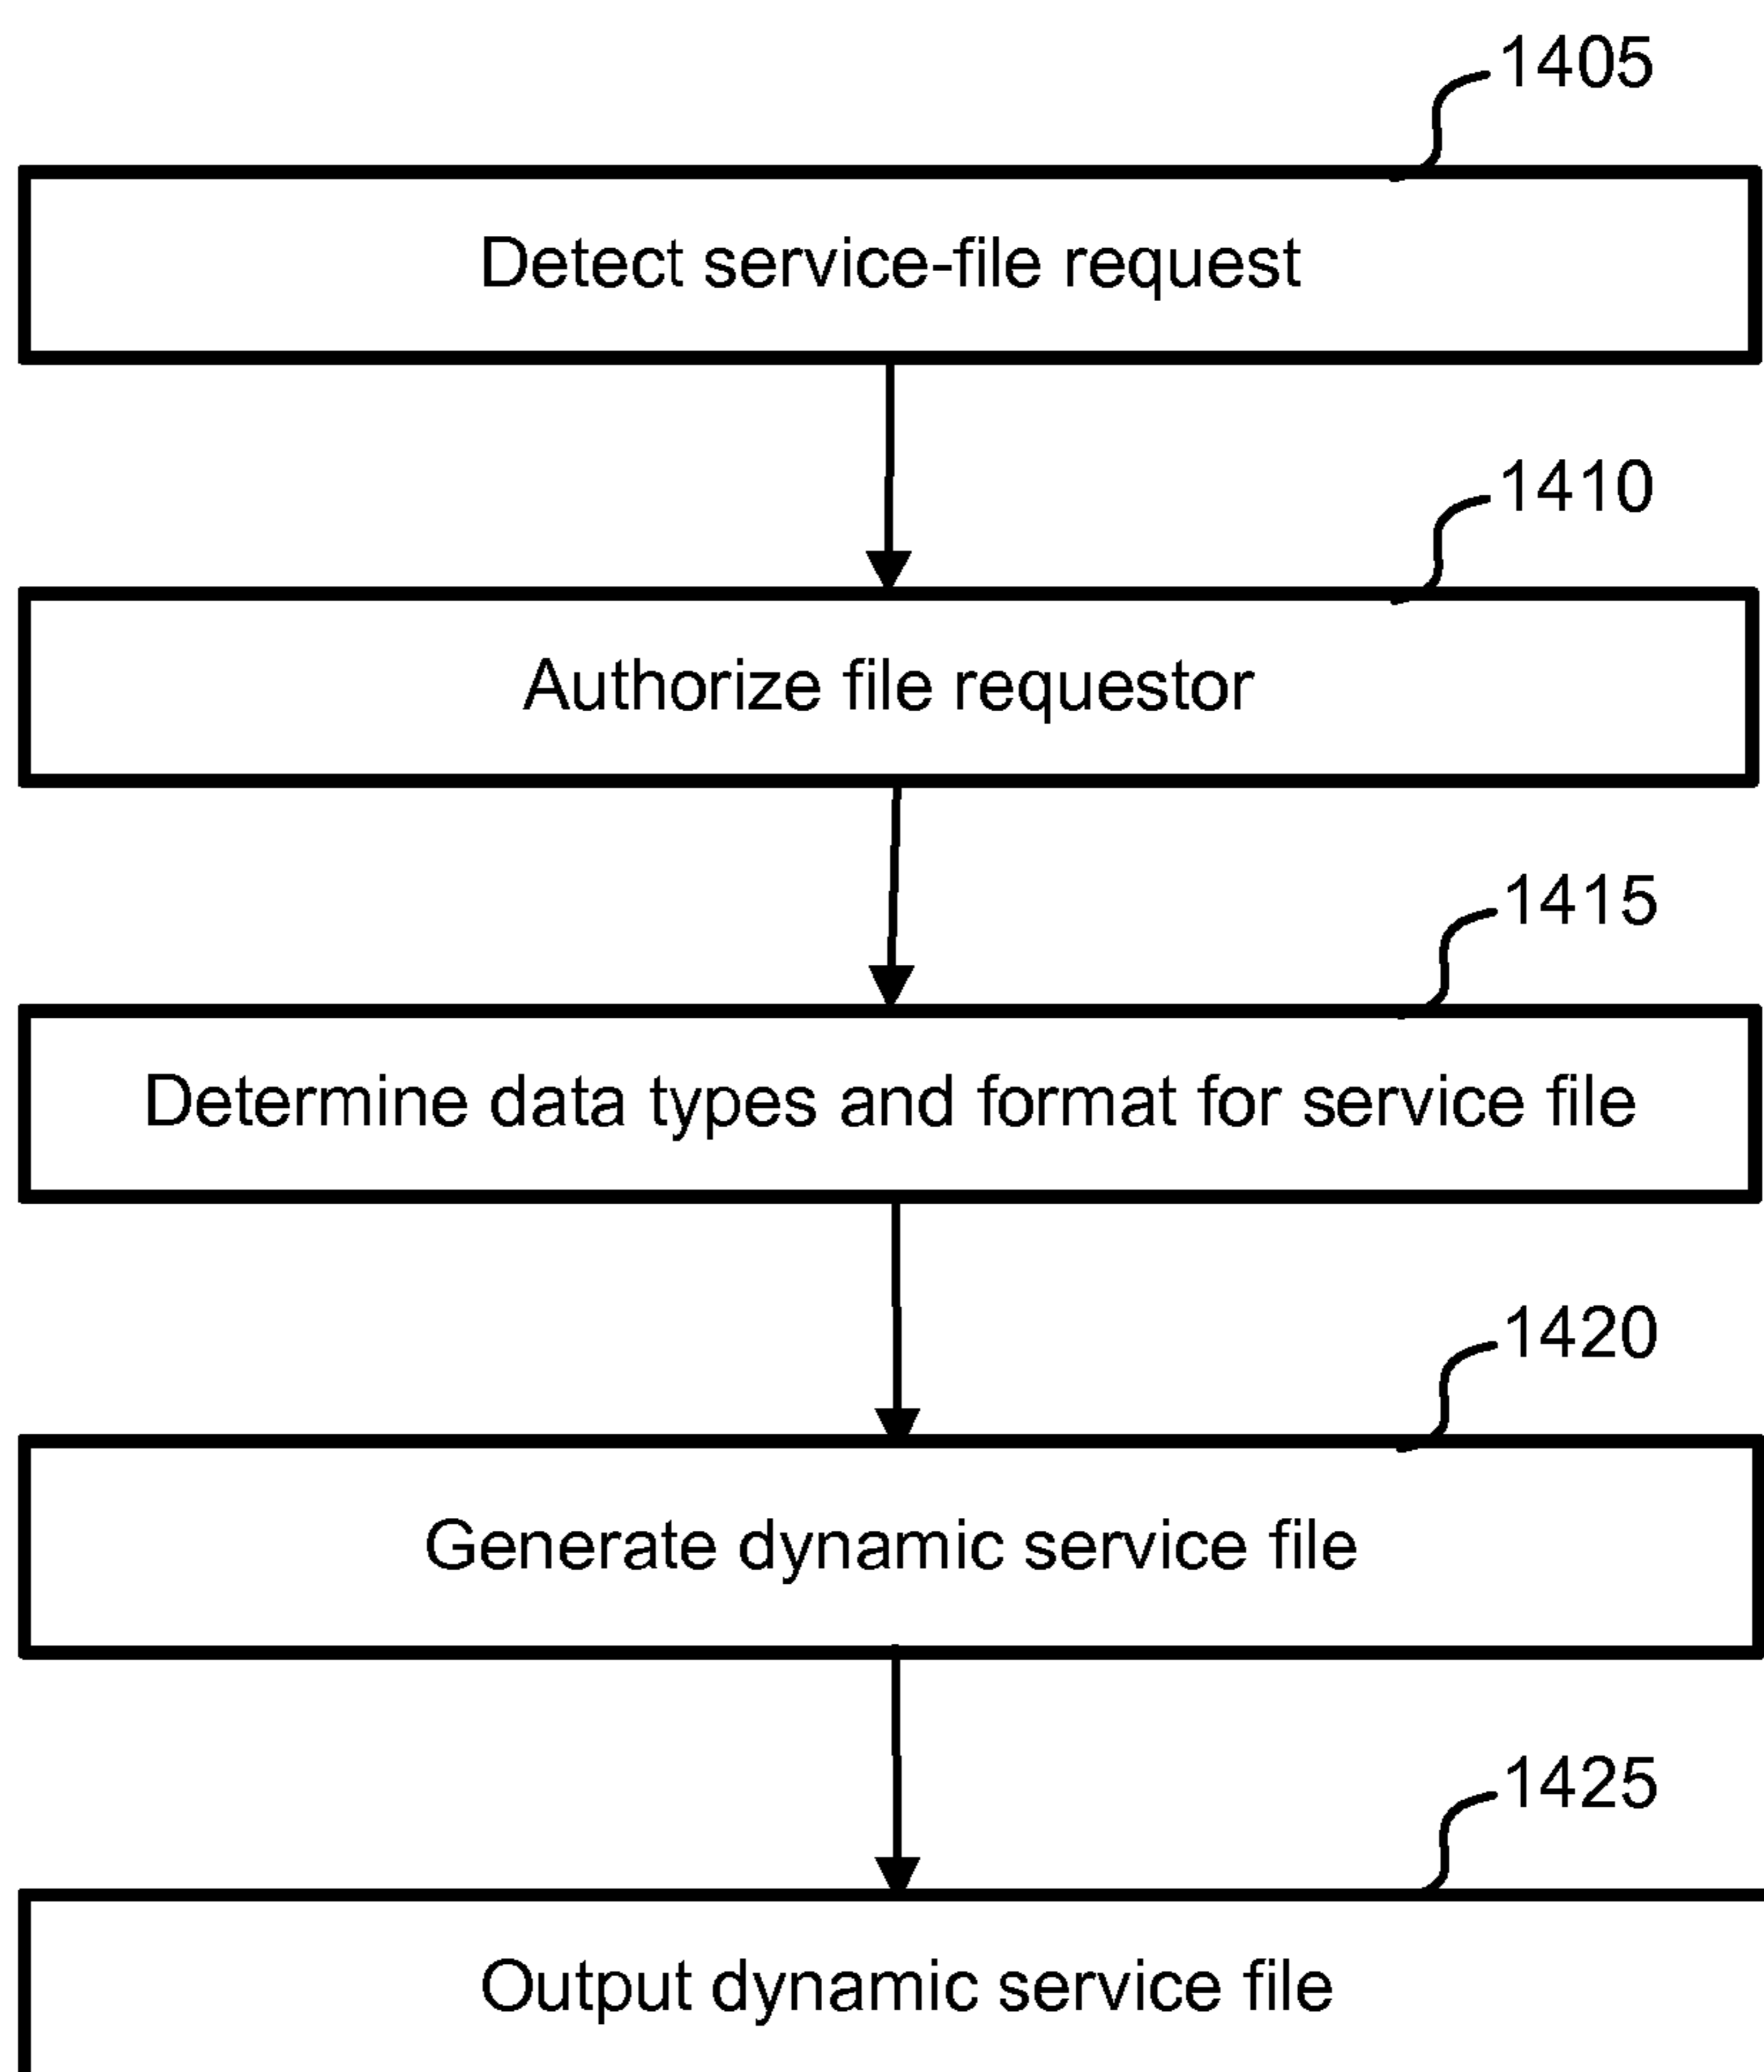 1405
Detect service-file request
1410
Authorize file requestor
1415
Determine data types and format for service file
1420
Generate dynamic service file
1425
Output dynamic service file